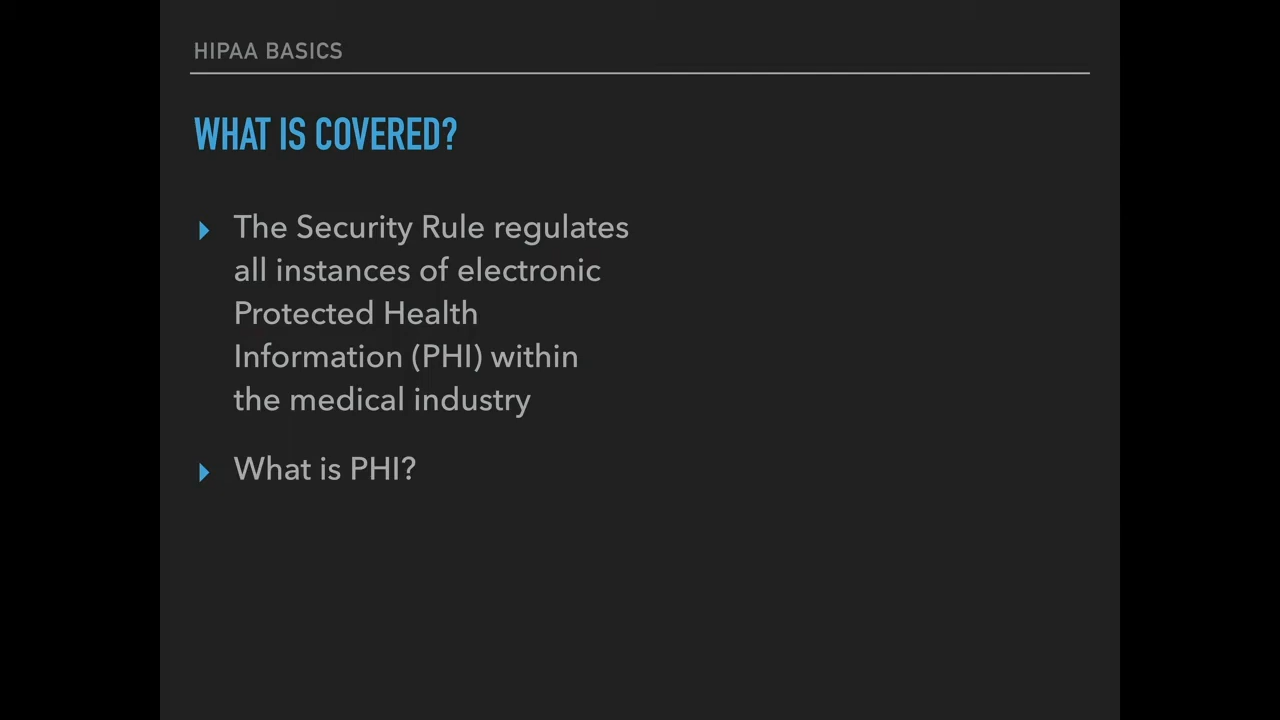 HIPAA BASICS
WHAT IS COVERED?
The Security Rule regulates
all instances of electronic
Protected Health
Information (PHI) within
the medical industry
What is PHI?